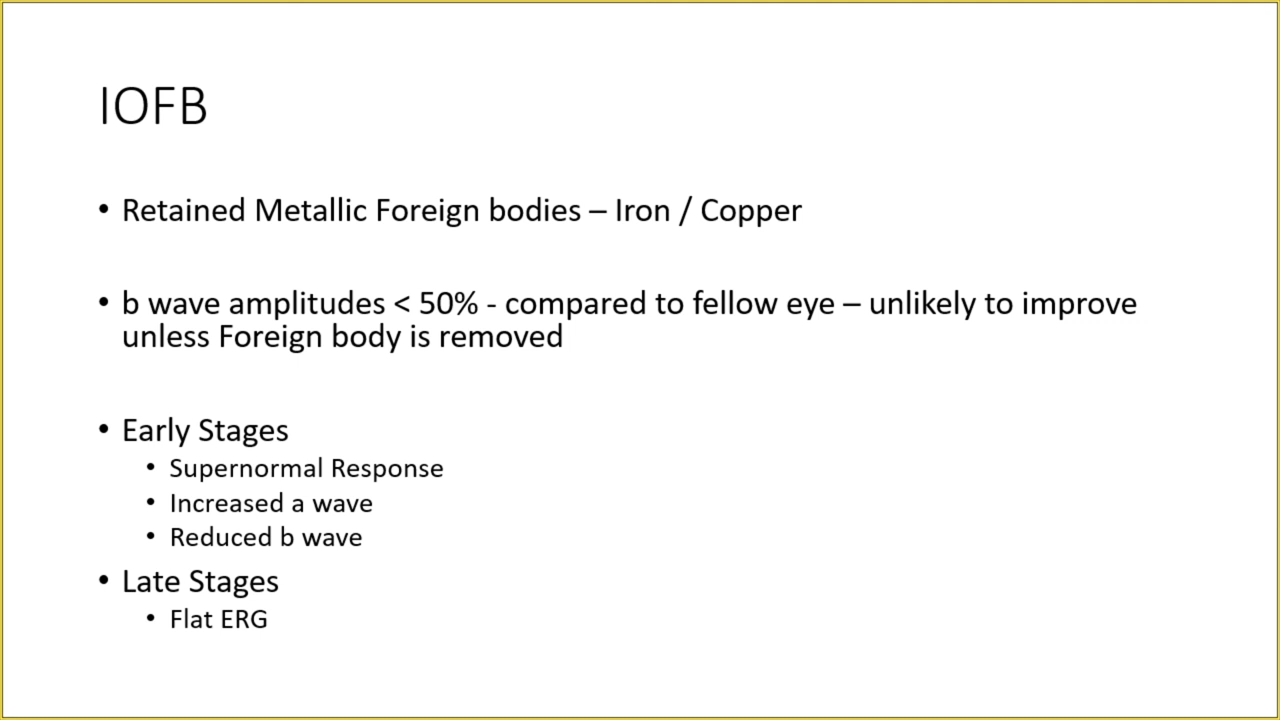 IOFB
• Retained Metallic Foreign bodies – Iron / Copper
• b wave amplitudes < 50% - compared to fellow eye – unlikely to improve
unless Foreign body is removed
• Early Stages
• Supernormal Response
• Increased a wave
• Reduced b wave
• Late Stages
• Flat ERG